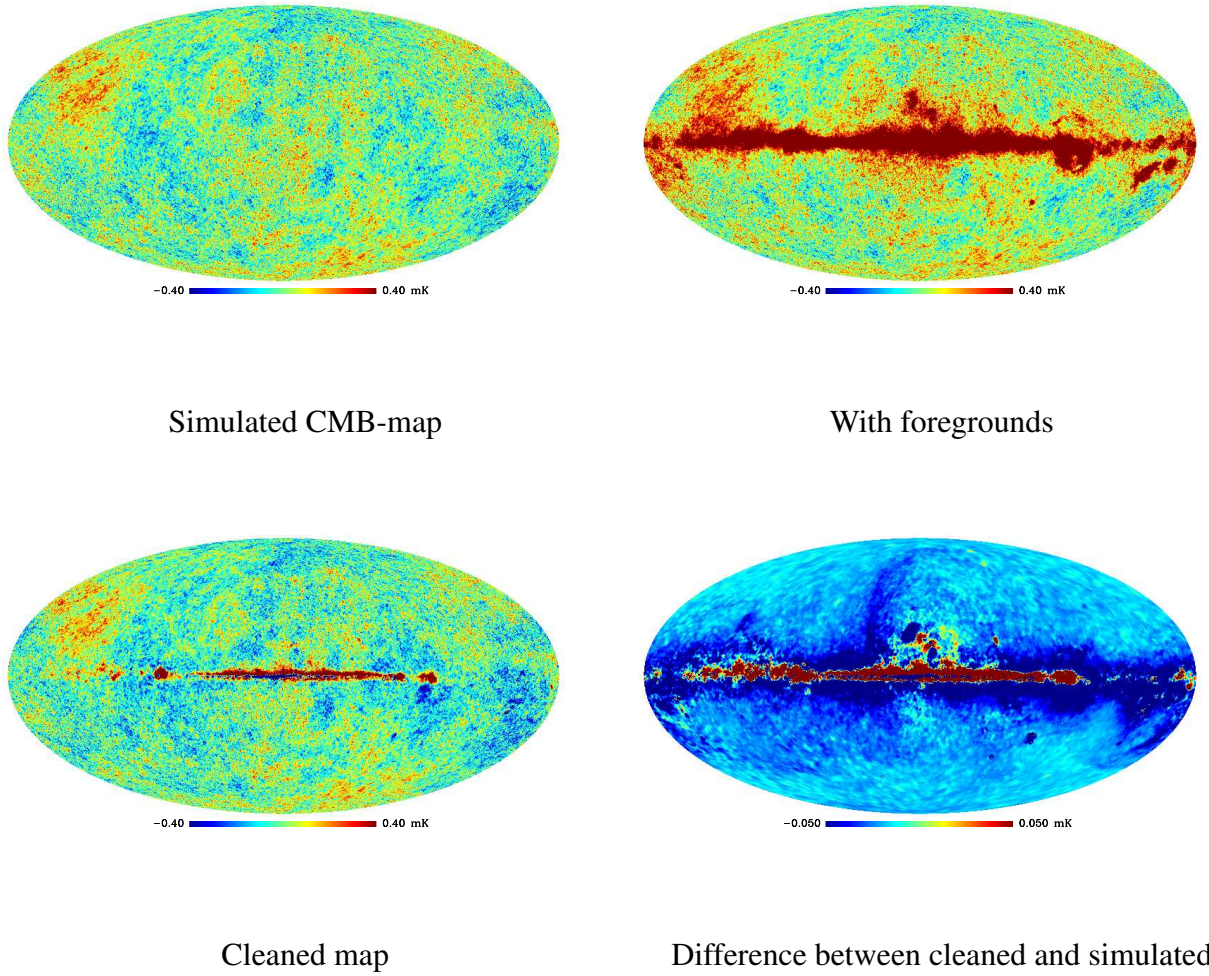 -0.40 0.40 mK
-0.40 0.40 mK
Simulated CMB-map
With foregrounds
-0.40 0.40 mK
-0.050 0.050 mK
Cleaned map
Difference between cleaned and simulated